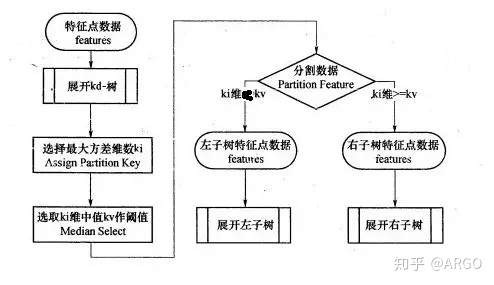 特征点数据
features
展开kd-树
选择最大方差维数ki
Assign Partition Key
选取ki维中值kv作阈值
Median Select
分割数据
Partition Feature
ki维 kv
ki维>=kv
左子树特征点数据
features
右子树特征点数据
features
展开左子树
展开右子树
知乎 @ARGO